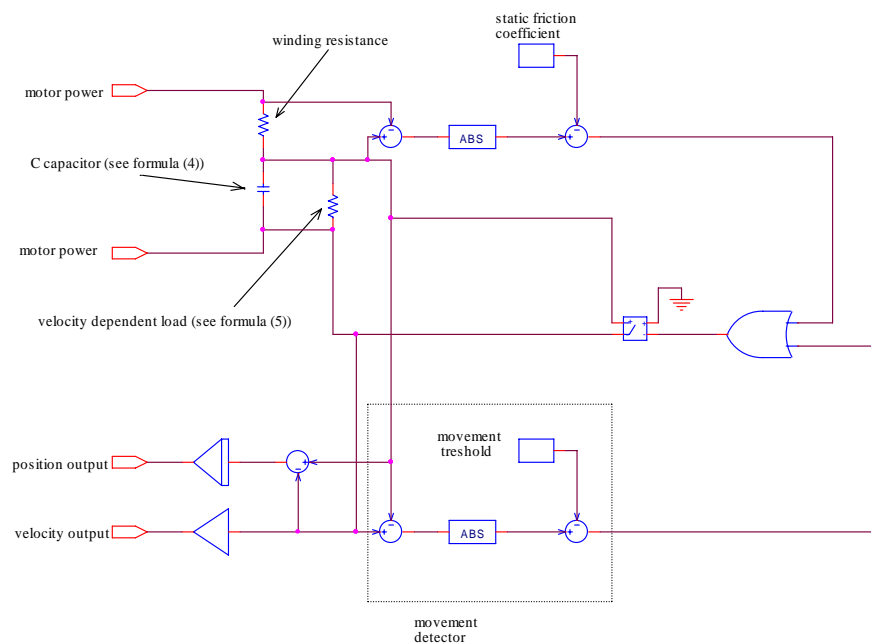 static friction
coefficient
winding resistance
motor power
ABS
C capacitor (see formula (4))
motor power
velocity dependent load (see formula (5))
+
-
+
-
+
-
+
-
movement
treshold
position output
+
-
velocity output
+
-
ABS
+
-
movement
detector